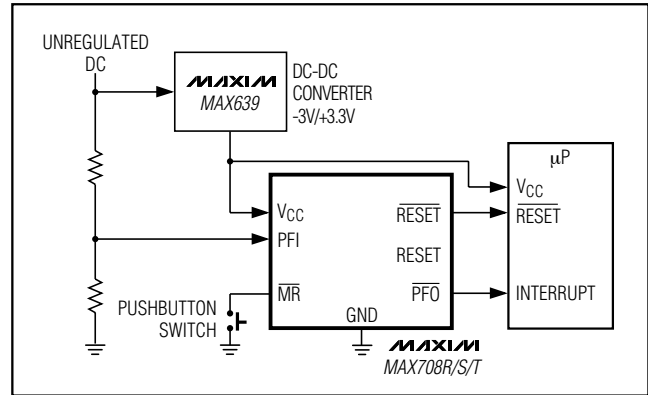 UNREGULATED
DC
MAXIM
MAX639
DC-DC
CONVERTER
-3V/+3.3V
μP
VCC
RESET
INTERRUPT
VCC
PFI
MR
GND
RESET
RESET
PFO
PUSHBUTTON
SWITCH
MAXIM
MAX708R/S/T